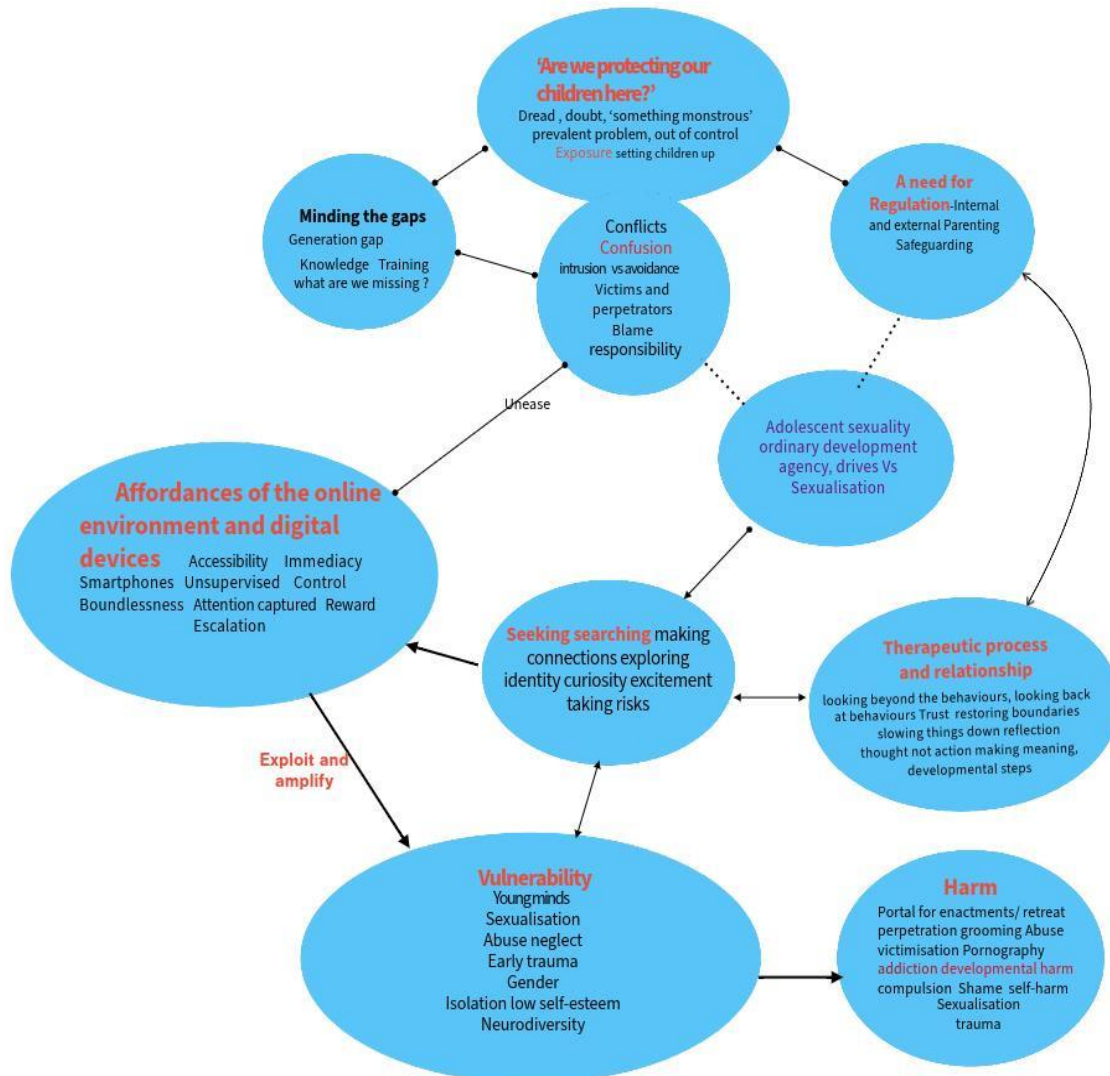 ‘Are we protecting our
children here?’
Dread , doubt, ‘something monstrous’
prevalent problem, out of control
Exposure setting children up
Minding the gaps
Generation gap
Knowledge Training
what are we missing ?
Conflicts
Confusion
intrusion vs avoidance
Victims and
perpetrators
Blame
responsibility
A need for
Regulation-Internal
and external Parenting
Safeguarding
Unease
Adolescent sexuality
ordinary development
agency, drives Vs
Sexualisation
Affordances of the online
environment and digital
devices Accessibility Immediacy
Smartphones Unsupervised Control
Boundlessness Attention captured Reward
Escalation
Seeking searching making
connections exploring
identity curiosity excitement
taking risks
Therapeutic process
and relationship
looking beyond the behaviours, looking back
at behaviours Trust restoring boundaries
slowing things down reflection
thought not action making meaning,
developmental steps
Exploit and
amplify
Vulnerability
Youngminds
Sexualisation
Abuse neglect
Early trauma
Gender
Isolation low self-esteem
Neurodiversity
Harm
Portal for enactments/ retreat
perpetration grooming Abuse
victimisation Pornography
addiction developmental harm
compulsion Shame self-harm
Sexualisation
trauma